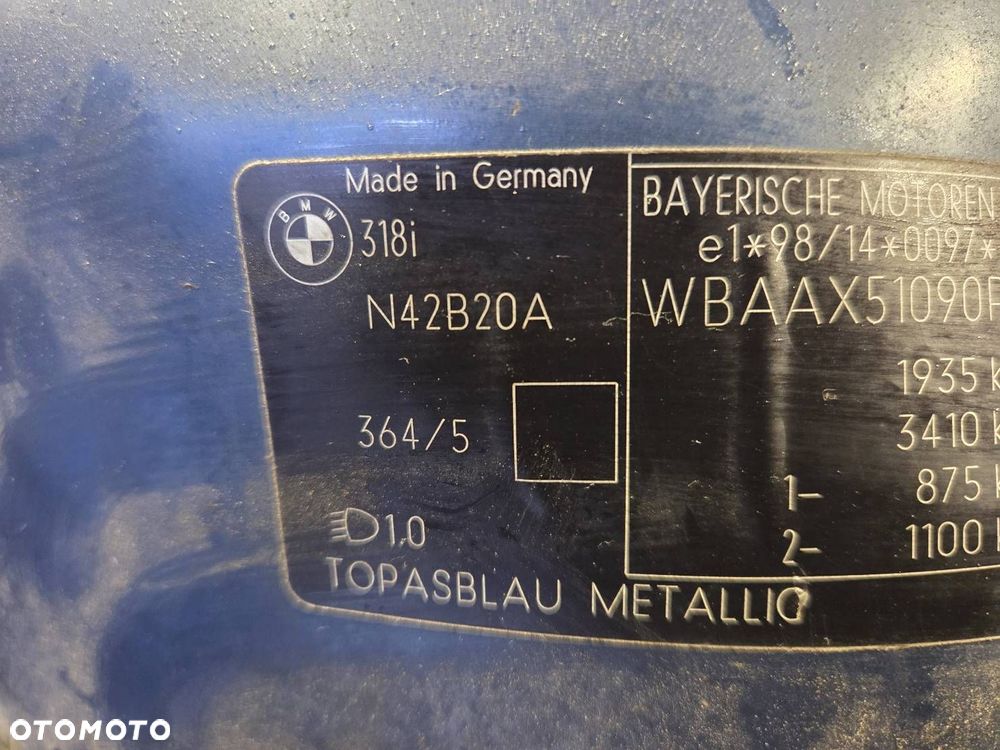 Made in Germany
BMW
318i
N42B20A
364/5
1.0
TOPASBLAU METALLIC
BAYERISCHE MOTOREN
e1*98/14*0097*
WBAAX51090
1935 k
3410 k
1- 875 k
2- 1100 k
OTOMOTO